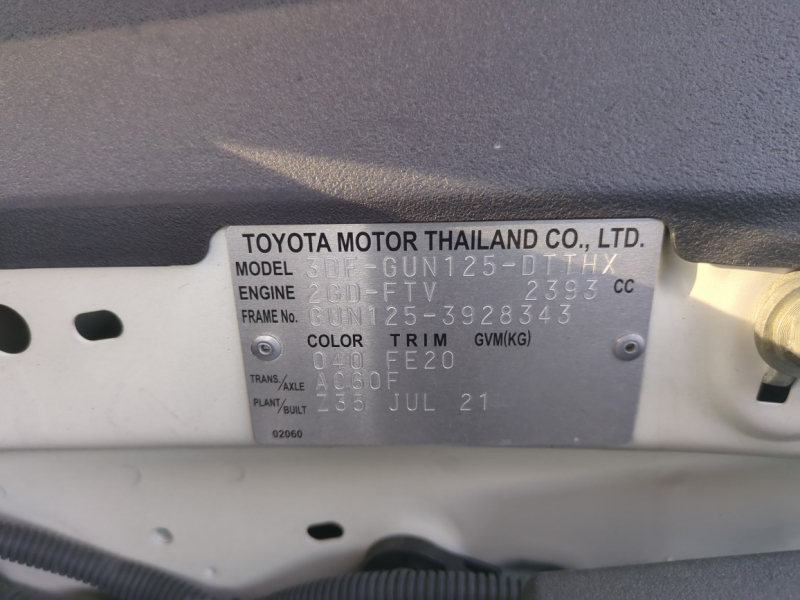 TOYOTA MOTOR THAILAND CO., LTD.
MODEL 3DF-GUN125-DTTHX
ENGINE 2GD-FTV 2393 CC
FRAME No. GUN125-3928343
COLOR TRIM GVM(KG)
040 FE20
TRANS./AXLE AC60F
PLANT/BUILT Z35 JUL 21
02060